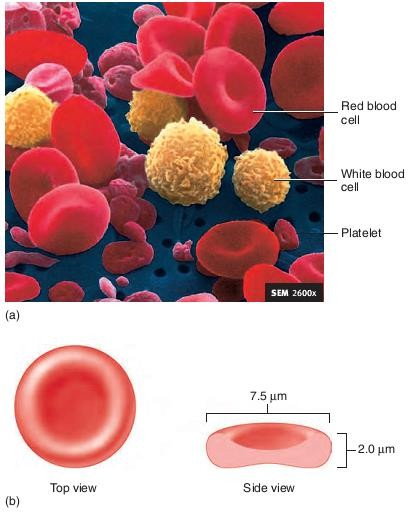 Red blood
cell
White blood
cell
Platelet
SEM 2600x
(a)
7.5 µm
2.0 µm
Top view
Side view
(b)